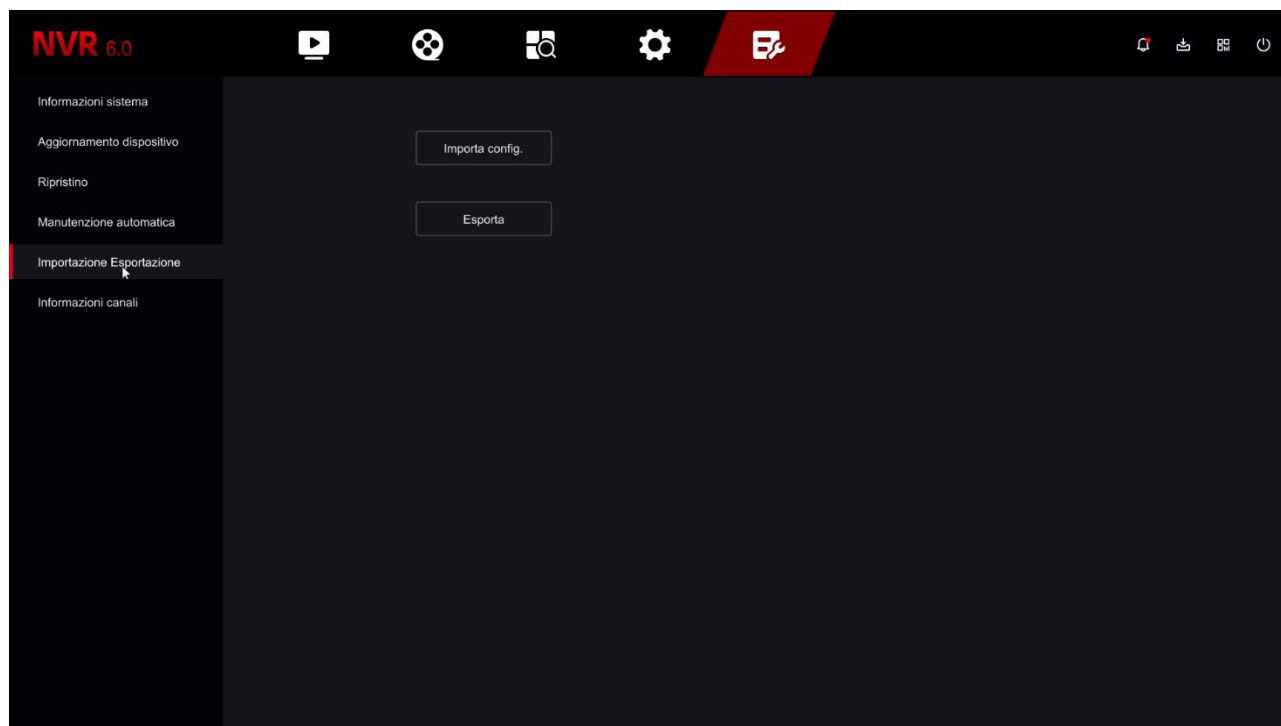 NVR 6.0
Informazioni sistema
Aggiornamento dispositivo
Ripristino
Manutenzione automatica
Importazione Esportazione
Informazioni canali
Importa config.
Esporta